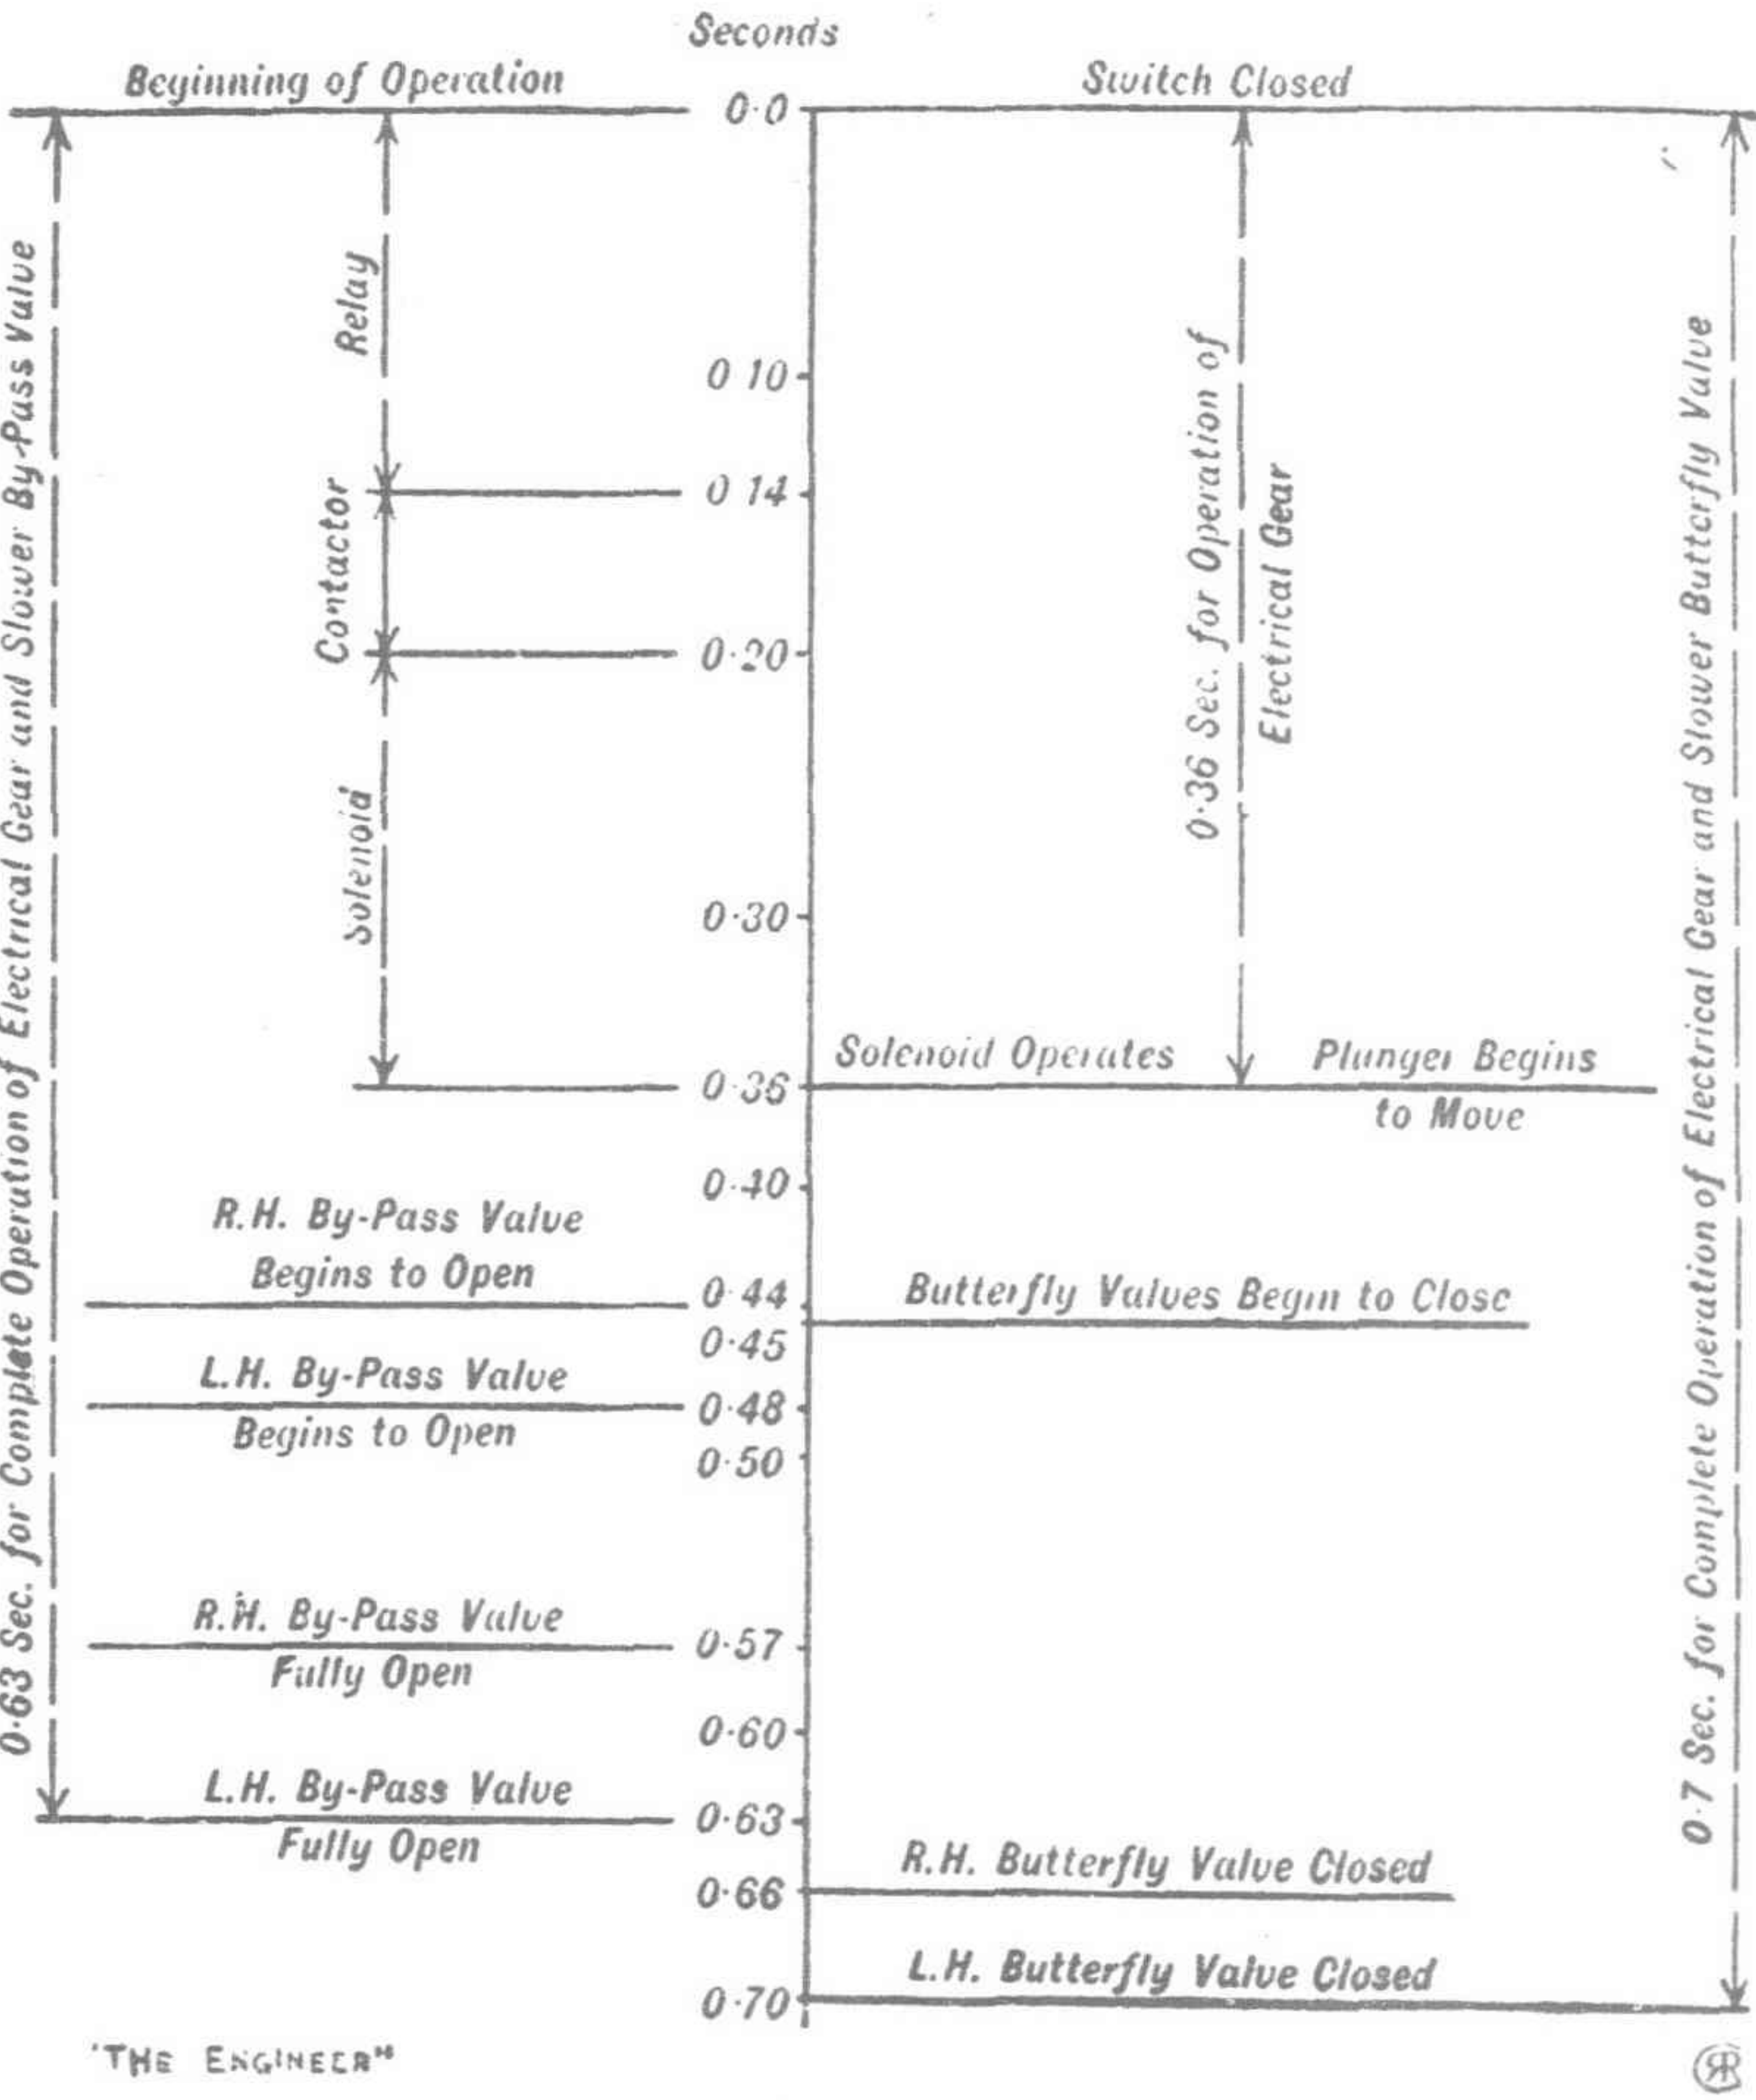 Seconds
Beginning of Operation
Switch Closed
0·0
0·63 Sec. for Complete Operation of Electrical Gear and Slower By-Pass Valve
Relay
0 10
0 14
Contactor
0·20
Solenoid
0·30
0·36 Sec. for Operation of
Electrical Gear
0·7 Sec. for Complete Operation of Electrical Gear and Slower Butterfly Valve
Solenoid Operates
Plunger Begins
0·36
to Move
0·40
R.H. By-Pass Valve
Begins to Open
0·44
Butterfly Valves Begin to Close
0·45
L.H. By-Pass Valve
0·48
Begins to Open
0·50
R.H. By-Pass Valve
0·57
Fully Open
0·60
L.H. By-Pass Valve
0·63
Fully Open
R.H. Butterfly Valve Closed
0·66
L.H. Butterfly Valve Closed
0·70
"THE ENGINEER"